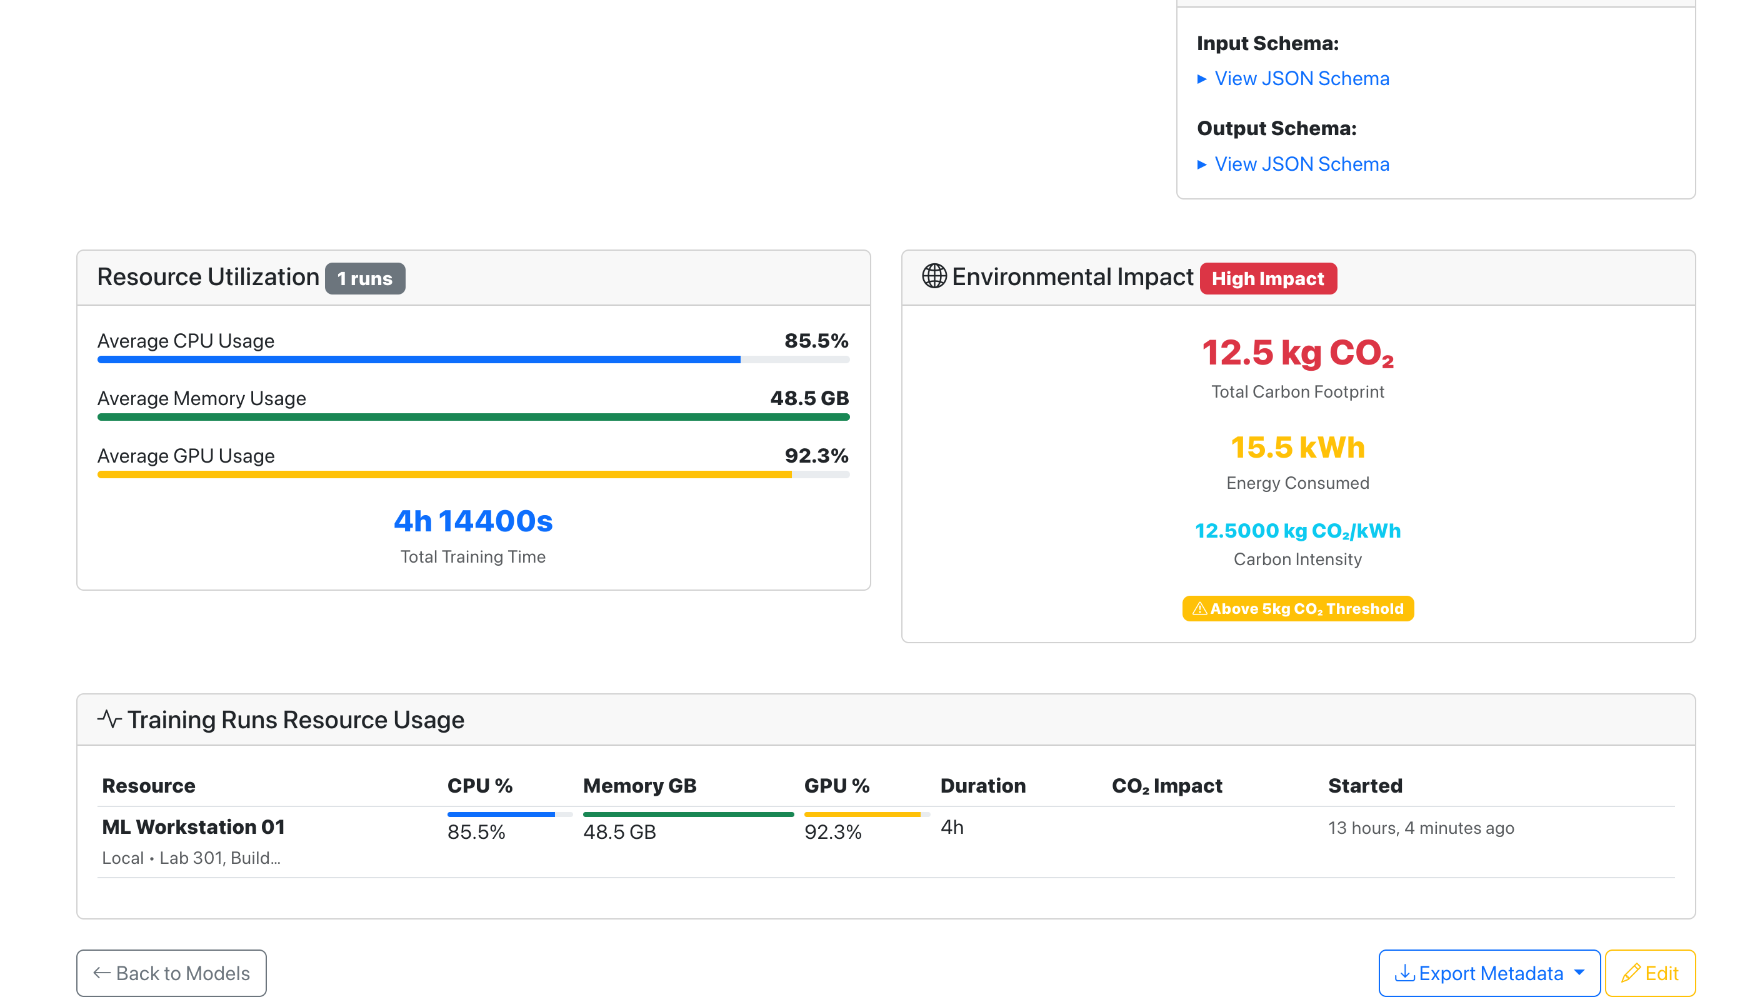 Input Schema:
▸ View JSON Schema
Output Schema:
▸ View JSON Schema
Resource Utilization 1 runs
Average CPU Usage 85.5%
Average Memory Usage 48.5 GB
Average GPU Usage 92.3%
4h 14400s
Total Training Time
Environmental Impact High Impact
12.5 kg CO₂
Total Carbon Footprint
15.5 kWh
Energy Consumed
12.5000 kg CO₂/kWh
Carbon Intensity
⚠ Above 5kg CO₂ Threshold
Training Runs Resource Usage
Resource CPU % Memory GB GPU % Duration CO₂ Impact Started
ML Workstation 01 85.5% 48.5 GB 92.3% 4h 13 hours, 4 minutes ago
Local • Lab 301, Build...
← Back to Models
Export Metadata
Edit